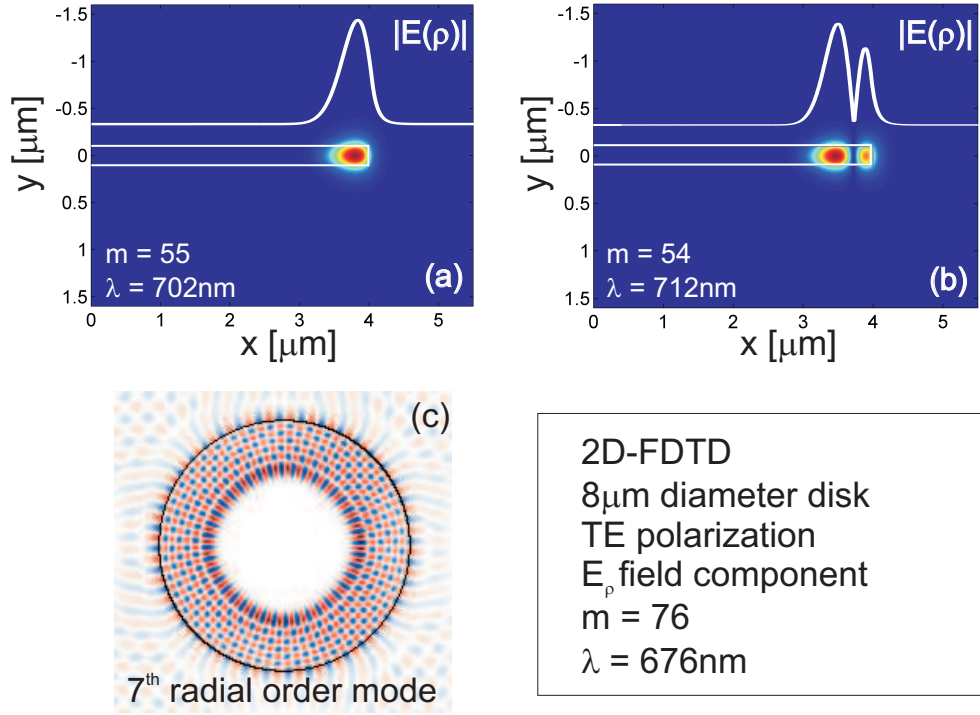 |E(ρ)|
-1.5
-1
-0.5
0
0.5
1
1.5
y [μm]
m = 55
λ = 702nm
(a)
0 1 2 3 4 5
x [μm]
|E(ρ)|
-1.5
-1
-0.5
0
0.5
1
1.5
y [μm]
m = 54
λ = 712nm
(b)
0 1 2 3 4 5
x [μm]
(c)
7th radial order mode
2D-FDTD
8μm diameter disk
TE polarization
Eρ field component
m = 76
λ = 676nm